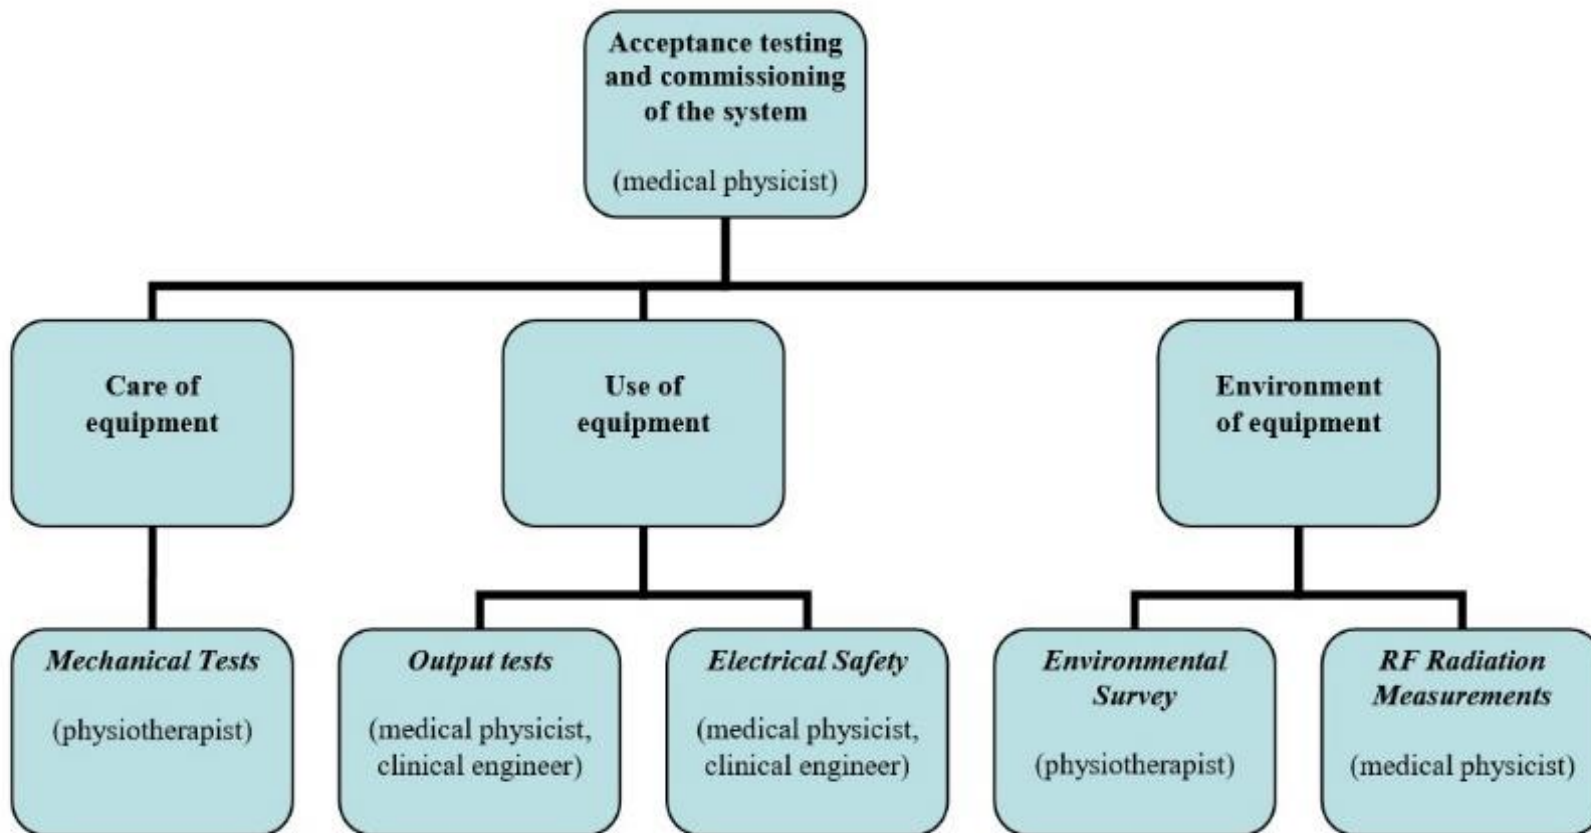 Acceptance testing
and commissioning
of the system
(medical physicist)
Care of
equipment
Use of
equipment
Environment
of equipment
Mechanical Tests
(physiotherapist)
Output tests
(medical physicist,
clinical engineer)
Electrical Safety
(medical physicist,
clinical engineer)
Environmental
Survey
(physiotherapist)
RF Radiation
Measurements
(medical physicist)